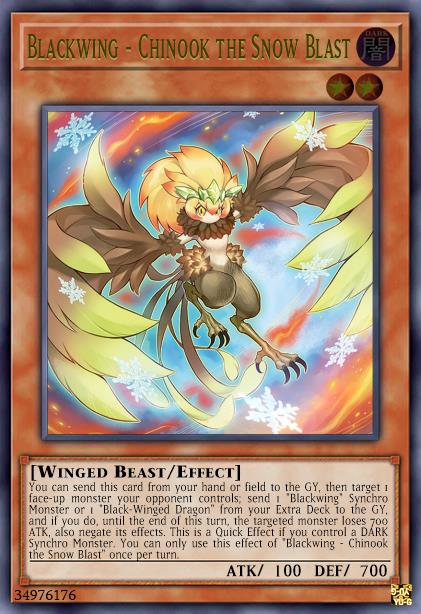 Blackwing - Chinook the Snow Blast
DARK
闇
[Winged Beast/Effect]
You can send this card from your hand or field to the GY, then target 1
face-up monster your opponent controls; send 1 "Blackwing" Synchro
Monster or 1 "Black-Winged Dragon" from your Extra Deck to the GY,
and if you do, until the end of this turn, the targeted monster loses 700
ATK, also negate its effects. This is a Quick Effect if you control a DARK
Synchro Monster. You can only use this effect of "Blackwing - Chinook
the Snow Blast" once per turn.
ATK/ 100 DEF/ 700
34976176